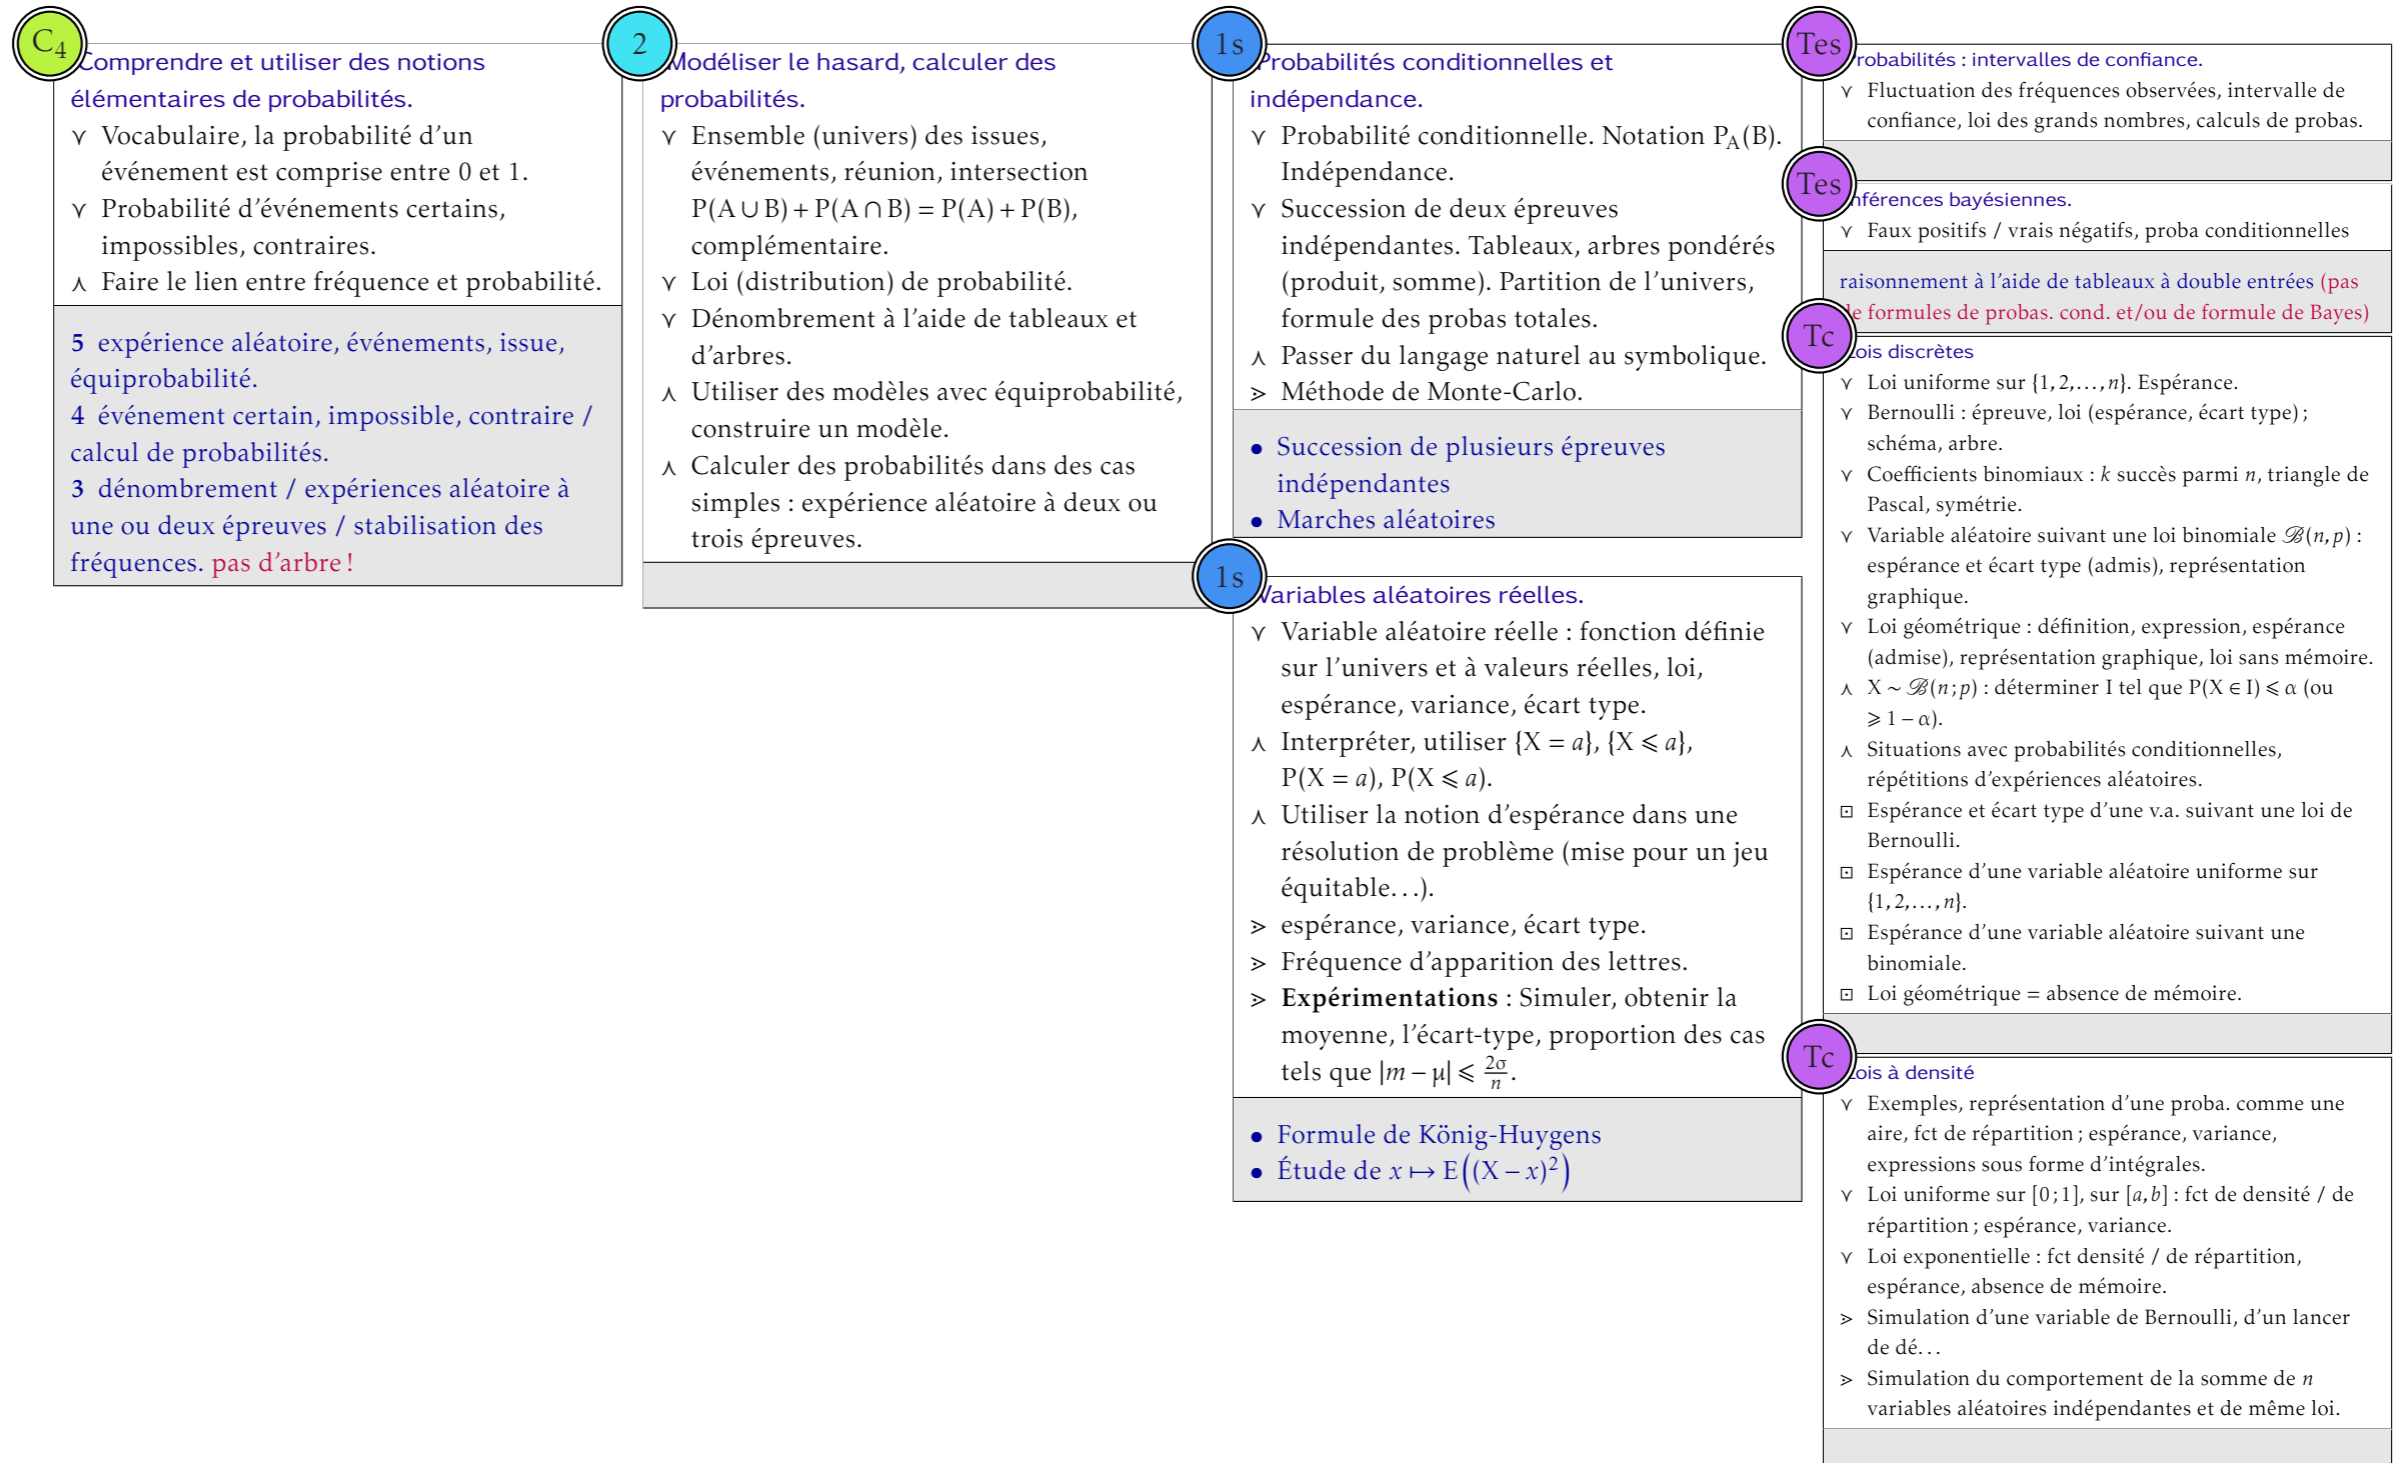 C4
Comprendre et utiliser des notions
élémentaires de probabilités.
⋎ Vocabulaire, la probabilité d'un
événement est comprise entre 0 et 1.
⋎ Probabilité d'événements certains,
impossibles, contraires.
⋏ Faire le lien entre fréquence et probabilité.
5 expérience aléatoire, événements, issue,
équiprobabilité.
4 événement certain, impossible, contraire /
calcul de probabilités.
3 dénombrement / expériences aléatoire à
une ou deux épreuves / stabilisation des
fréquences. pas d'arbre !
2
Modéliser le hasard, calculer des
probabilités.
⋎ Ensemble (univers) des issues,
événements, réunion, intersection
P(A ∪ B) + P(A ∩ B) = P(A) + P(B),
complémentaire.
⋎ Loi (distribution) de probabilité.
⋎ Dénombrement à l'aide de tableaux et
d'arbres.
⋏ Utiliser des modèles avec équiprobabilité,
construire un modèle.
⋏ Calculer des probabilités dans des cas
simples : expérience aléatoire à deux ou
trois épreuves.
1s
Probabilités conditionnelles et
indépendance.
⋎ Probabilité conditionnelle. Notation P_A(B).
Indépendance.
⋎ Succession de deux épreuves
indépendantes. Tableaux, arbres pondérés
(produit, somme). Partition de l'univers,
formule des probas totales.
⋏ Passer du langage naturel au symbolique.
⪢ Méthode de Monte-Carlo.
• Succession de plusieurs épreuves
indépendantes
• Marches aléatoires
1s
Variables aléatoires réelles.
⋎ Variable aléatoire réelle : fonction définie
sur l'univers et à valeurs réelles, loi,
espérance, variance, écart type.
⋏ Interpréter, utiliser {X = a}, {X ⩽ a},
P(X = a), P(X ⩽ a).
⋏ Utiliser la notion d'espérance dans une
résolution de problème (mise pour un jeu
équitable...).
⪢ espérance, variance, écart type.
⪢ Fréquence d'apparition des lettres.
⪢ Expérimentations : Simuler, obtenir la
moyenne, l'écart-type, proportion des cas
tels que |m − μ| ⩽ 2σ/n.
• Formule de König-Huygens
• Étude de x ↦ E((X − x)²)
Tes
Probabilités : intervalles de confiance.
⋎ Fluctuation des fréquences observées, intervalle de
confiance, loi des grands nombres, calculs de probas.
Tes
Inférences bayésiennes.
⋎ Faux positifs / vrais négatifs, proba conditionnelles
raisonnement à l'aide de tableaux à double entrées (pas
de formules de probas. cond. et/ou de formule de Bayes)
Tc
Lois discrètes
⋎ Loi uniforme sur {1, 2,..., n}. Espérance.
⋎ Bernoulli : épreuve, loi (espérance, écart type) ;
schéma, arbre.
⋎ Coefficients binomiaux : k succès parmi n, triangle de
Pascal, symétrie.
⋎ Variable aléatoire suivant une loi binomiale ℬ(n, p) :
espérance et écart type (admis), représentation
graphique.
⋎ Loi géométrique : définition, expression, espérance
(admise), représentation graphique, loi sans mémoire.
⋏ X ~ ℬ(n ; p) : déterminer I tel que P(X ∈ I) ⩽ α (ou
⩾ 1 − α).
⋏ Situations avec probabilités conditionnelles,
répétitions d'expériences aléatoires.
⊡ Espérance et écart type d'une v.a. suivant une loi de
Bernoulli.
⊡ Espérance d'une variable aléatoire uniforme sur
{1, 2,..., n}.
⊡ Espérance d'une variable aléatoire suivant une
binomiale.
⊡ Loi géométrique = absence de mémoire.
Tc
Lois à densité
⋎ Exemples, représentation d'une proba. comme une
aire, fct de répartition ; espérance, variance,
expressions sous forme d'intégrales.
⋎ Loi uniforme sur [0 ; 1], sur [a, b] : fct de densité / de
répartition ; espérance, variance.
⋎ Loi exponentielle : fct densité / de répartition,
espérance, absence de mémoire.
⪢ Simulation d'une variable de Bernoulli, d'un lancer
de dé...
⪢ Simulation du comportement de la somme de n
variables aléatoires indépendantes et de même loi.